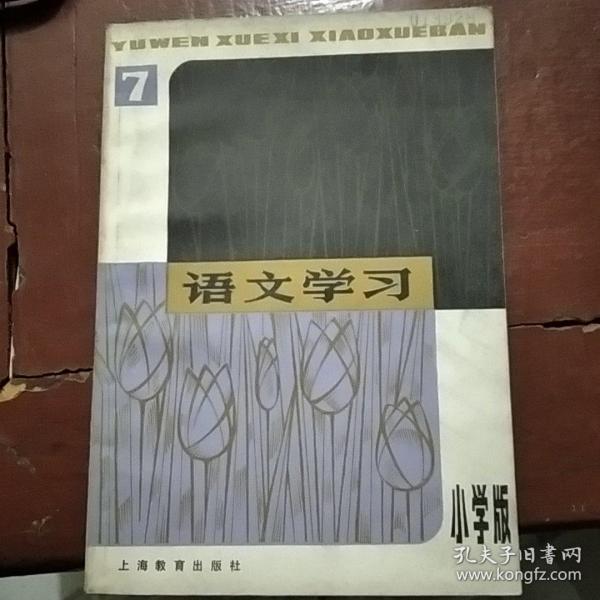 YUWEN XUEXI XIAOXUEBAN
7
语文学习
小学版
上海教育出版社
孔夫子旧书网
www.kongfz.com